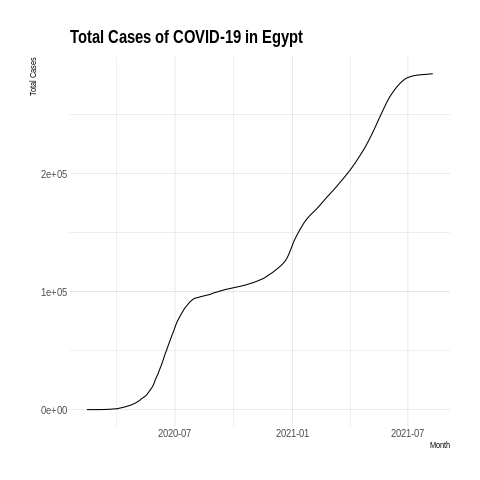 Total Cases of COVID-19 in Egypt
Total Cases
2e+05
1e+05
0e+00
2020-07 2021-01 2021-07
Month